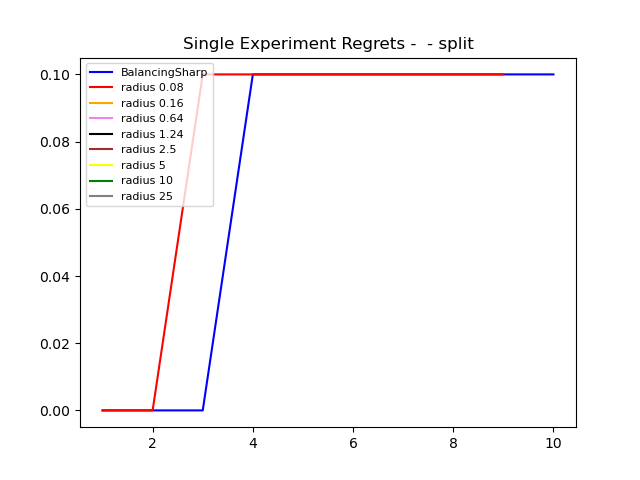 Single Experiment Regrets -  - split
0.10
0.08
0.06
0.04
0.02
0.00
BalancingSharp
radius 0.08
radius 0.16
radius 0.64
radius 1.24
radius 2.5
radius 5
radius 10
radius 25
2 4 6 8 10